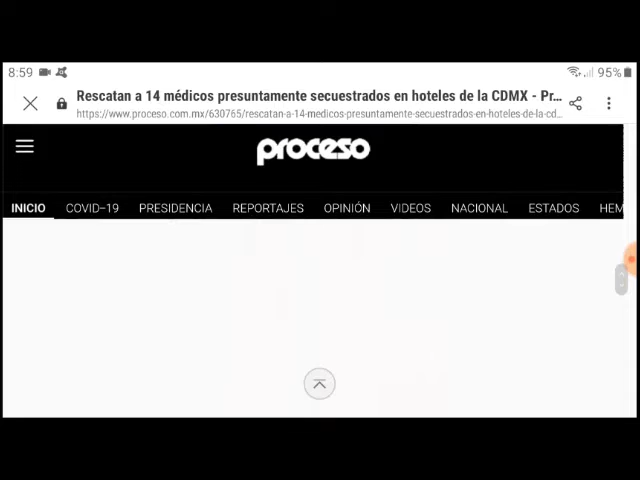 8:59 95%
Rescatan a 14 médicos presuntamente secuestrados en hoteles de la CDMX - Pr...
https://www.proceso.com.mx/630765/rescatan-a-14-medicos-presuntamente-secuestrados-en-hoteles-de-la-cd...
proceso
INICIO COVID-19 PRESIDENCIA REPORTAJES OPINIÓN VIDEOS NACIONAL ESTADOS HEM